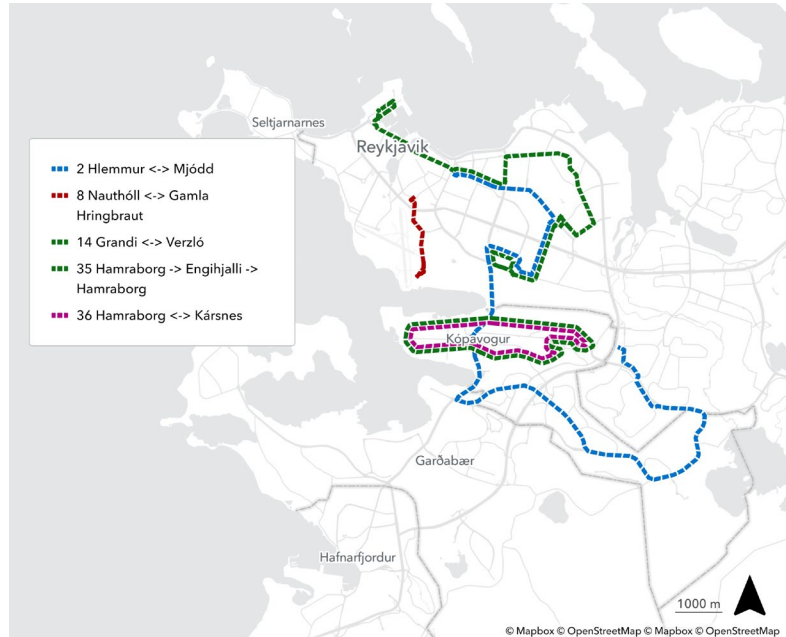 Seltjarnarnes
Reykjavik
2 Hlemmur <-> Mjódd
8 Nauthóll <-> Gamla
Hringbraut
14 Grandi <-> Verzló
35 Hamraborg -> Engihjalli ->
Hamraborg
36 Hamraborg <-> Kársnes
Kópavogur
Garðabær
Hafnarfjordur
1000 m
© Mapbox © OpenStreetMap © Mapbox © OpenStreetMap